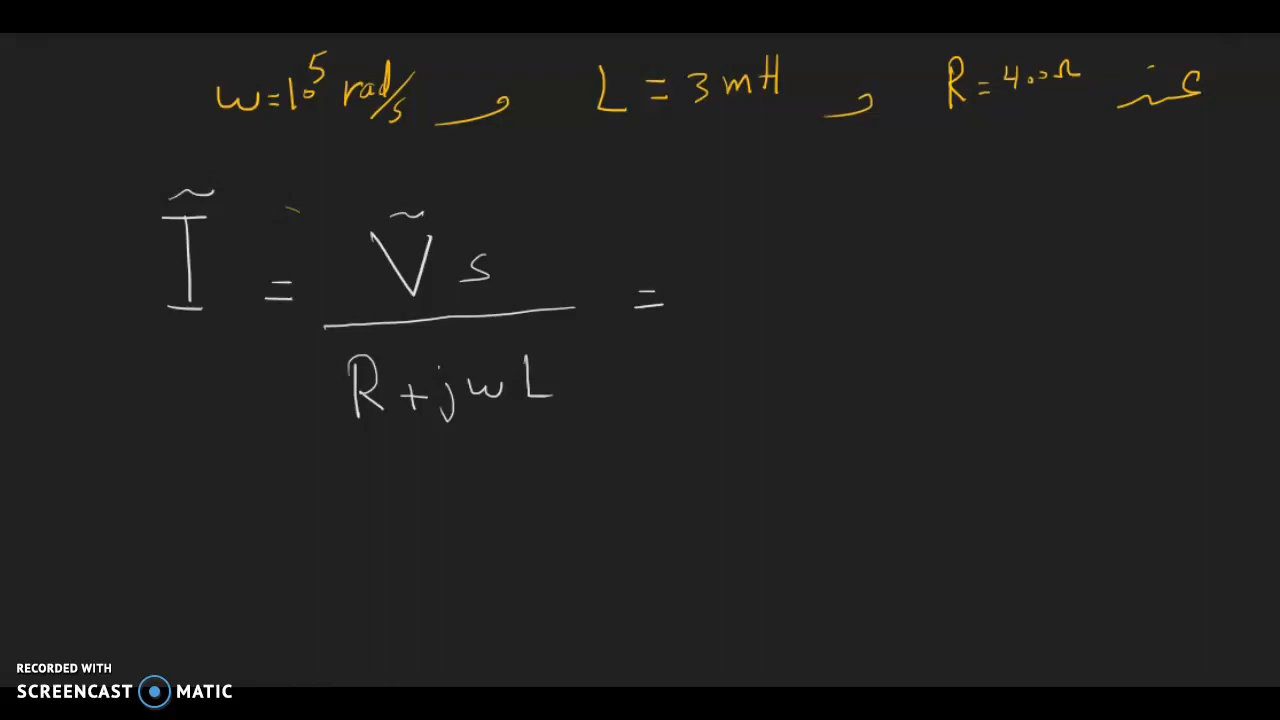 عند R = 400Ω و L = 3 mH و ω = 10⁵ rad/s
Ĩ = Ṽs / (R + jωL) =
RECORDED WITH
SCREENCAST MATIC